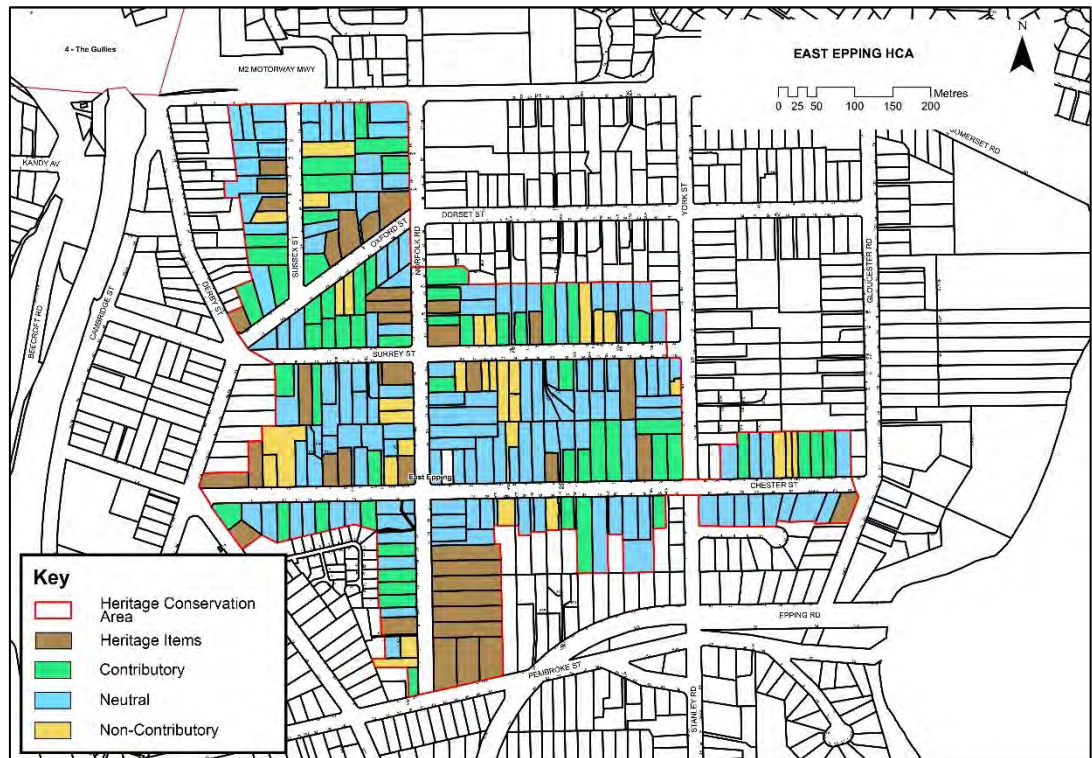 4 - The Gullies
M2 MOTORWAY MWY
EAST EPPING HCA
N
Metres
0 25 50 100 150 200
SOMERSET RD
KANDY AV
YORK ST
DORSET ST
OXFORD ST
SUSSEX ST
NORFOLK RD
GLOUCESTER RD
DERBY ST
CAMBRIDGE ST
BEECROFT RD
SURREY ST
East Epping
CHESTER ST
EPPING RD
PEMBROKE ST
STANLEY RD
Key
Heritage Conservation
Area
Heritage Items
Contributory
Neutral
Non-Contributory